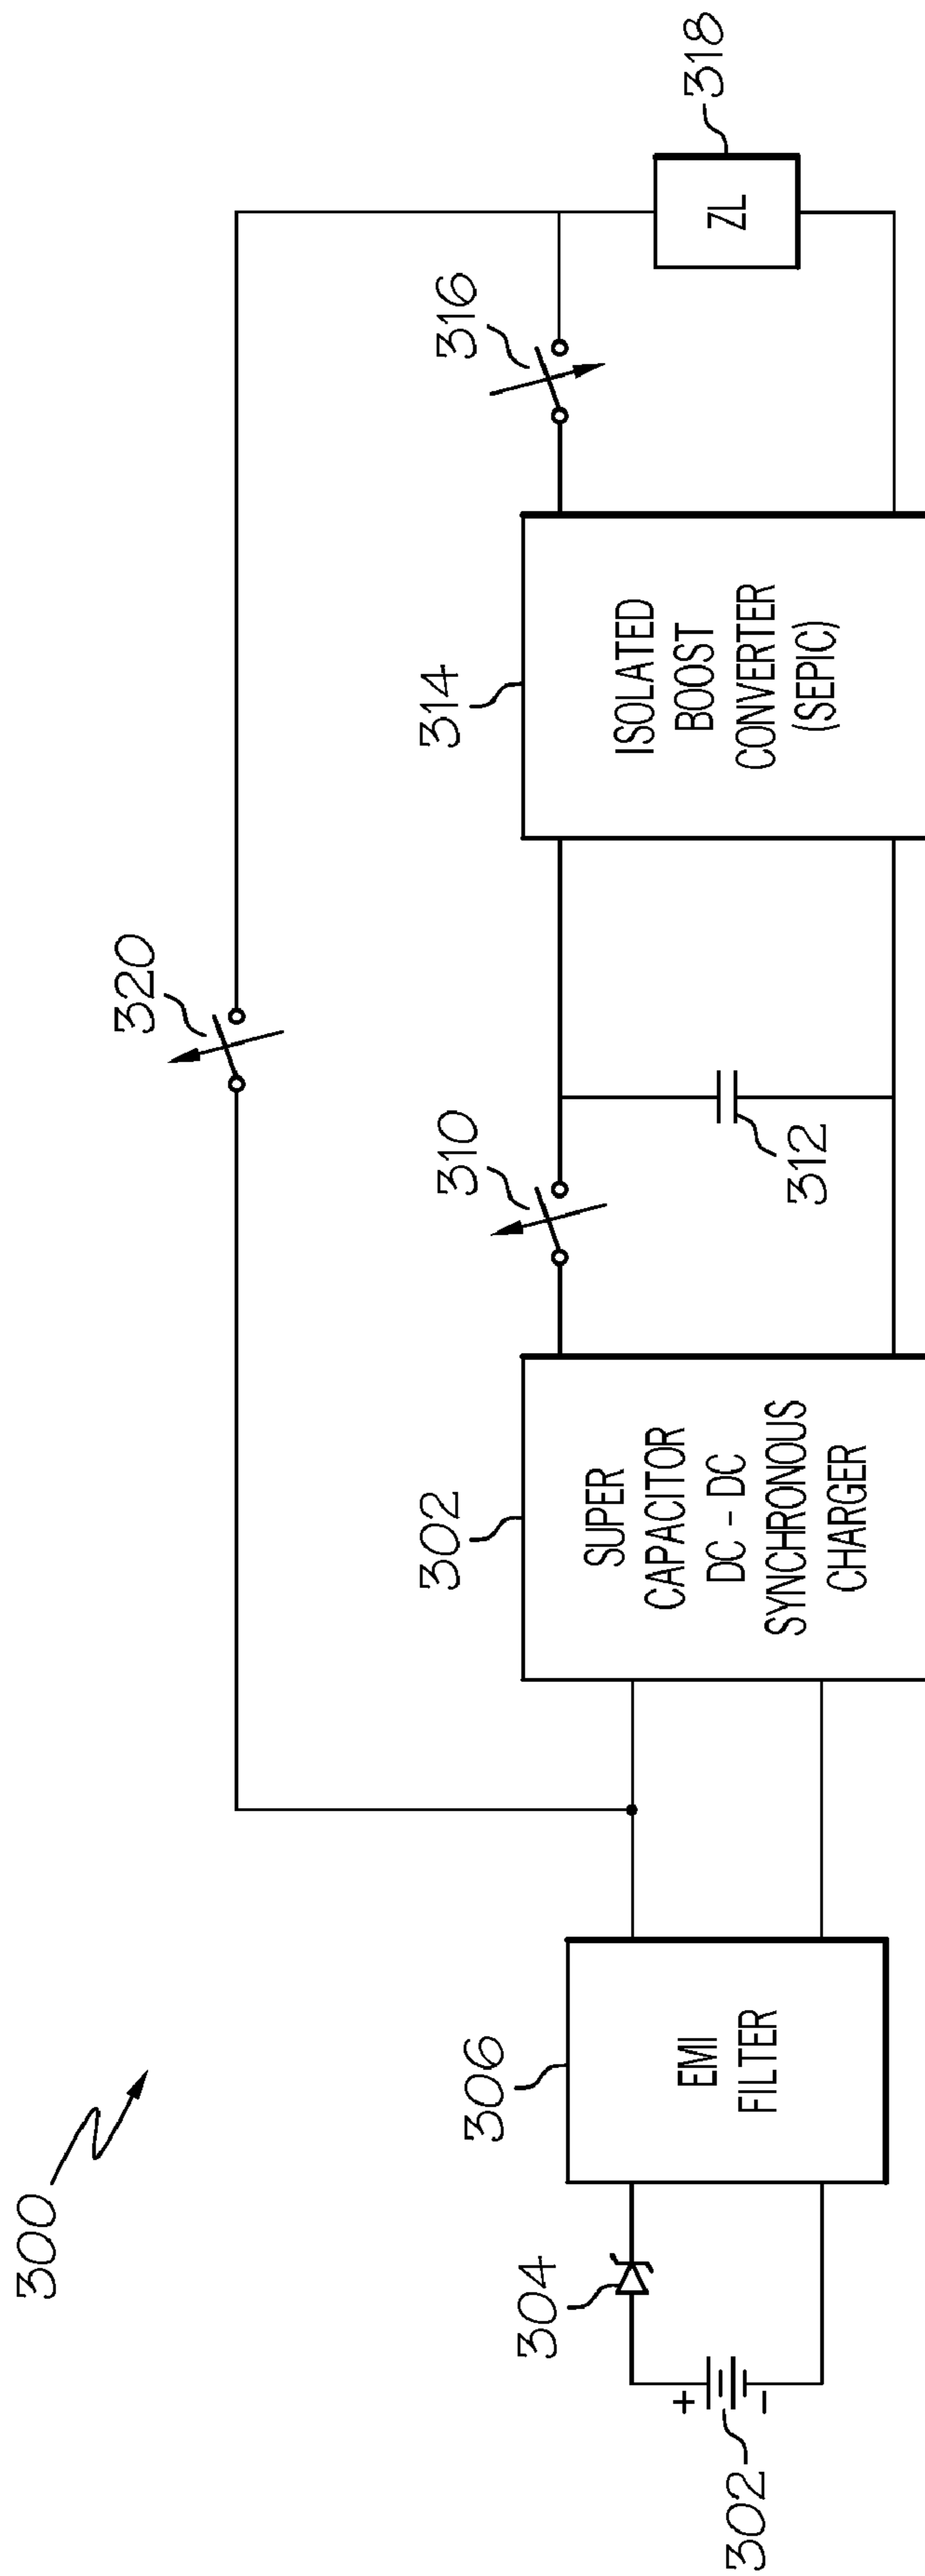 300
320
302
+
−
304
306
EMI
FILTER
302
SUPER
CAPACITOR
DC - DC
SYNCHRONOUS
CHARGER
310
312
314
ISOLATED
BOOST
CONVERTER
(SEPIC)
316
ZL
318